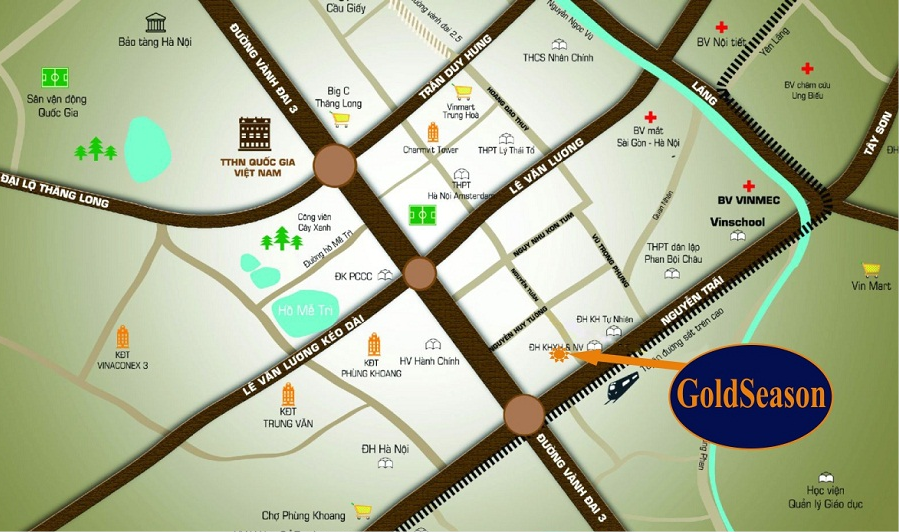 Cầu Giấy
đường vành đai 2.5
Nguyễn Ngọc Vũ
Bảo tàng Hà Nội
ĐƯỜNG VÀNH ĐAI 3
TRẦN DUY HƯNG
THCS Nhân Chính
BV Nội tiết
Yên Lãng
Sân vận động
Quốc Gia
Big C
Thăng Long
Vinmart
Trung Hoà
HOÀNG ĐẠO THÚY
LÁNG
BV châm cứu
Ung Biếu
TTHN QUỐC GIA
VIỆT NAM
Charmvit Tower
THPT Lý Thái Tổ
BV mắt
Sài Gòn - Hà Nội
TÂY SƠN
ĐẠI LỘ THĂNG LONG
THPT
Hà Nội Amsterdam
LÊ VĂN LƯƠNG
Quan Nhân
BV VINMEC
Vinschool
Công viên
Cây Xanh
Đường hồ Mễ Trì
NGUY NHƯ KON TUM
VŨ TRỌNG PHỤNG
THPT dân lập
Phan Bội Châu
ĐK PCCC
NGUYỄN TUÂN
NGUYỄN TRÃI
Vin Mart
Hồ Mễ Trì
NGUYỄN HUY TƯỞNG
ĐH KH Tự Nhiên
ĐH KHXH & NV
LÊ VĂN LƯƠNG KÉO DÀI
KĐT
VINACONEX 3
KĐT
PHÙNG KHOANG
HV Hành Chính
đường sắt trên cao
GoldSeason
KĐT
TRUNG VĂN
ĐH Hà Nội
ĐƯỜNG VÀNH ĐAI 3
Học viện
Quản lý Giáo dục
Chợ Phùng Khoang